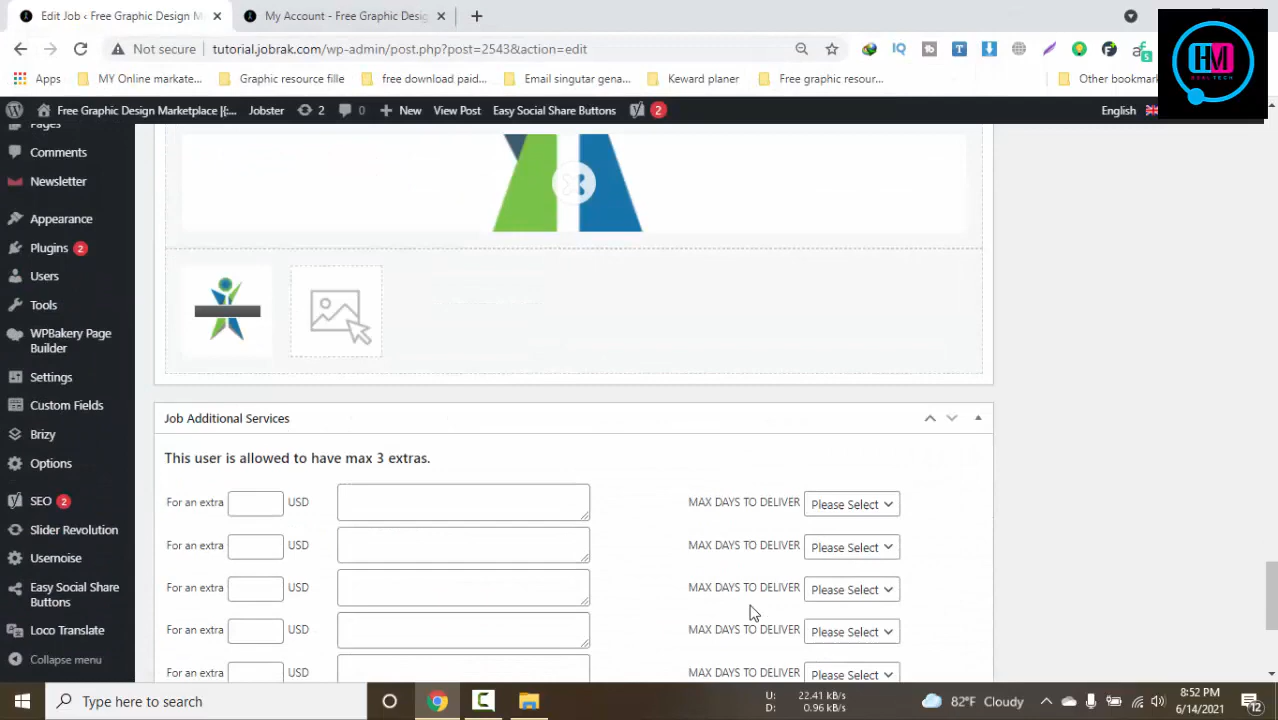 Edit Job ‹ Free Graphic Design M
My Account - Free Graphic Desig
Not secure
tutorial.jobrak.com/wp-admin/post.php?post=2543&action=edit
Apps
MY Online markate...
Graphic resource fille
free download paid...
Email singutar gena...
Keward planer
Free graphic resour...
Other bookmark
HM
Free Graphic Design Marketplace |{:...
Jobster
2
0
New
View Post
Easy Social Share Buttons
2
English
Pages
Comments
Newsletter
Appearance
Plugins 2
Users
Tools
WPBakery Page
Builder
Settings
Custom Fields
Brizy
Options
SEO 2
Slider Revolution
Usernoise
Easy Social Share
Buttons
Loco Translate
Collapse menu
Job Additional Services
This user is allowed to have max 3 extras.
For an extra USD MAX DAYS TO DELIVER Please Select
For an extra USD MAX DAYS TO DELIVER Please Select
For an extra USD MAX DAYS TO DELIVER Please Select
For an extra USD MAX DAYS TO DELIVER Please Select
For an extra USD MAX DAYS TO DELIVER Please Select
Type here to search
U: 22.41 kB/s
D: 0.96 kB/s
82°F Cloudy
8:52 PM
6/14/2021
12